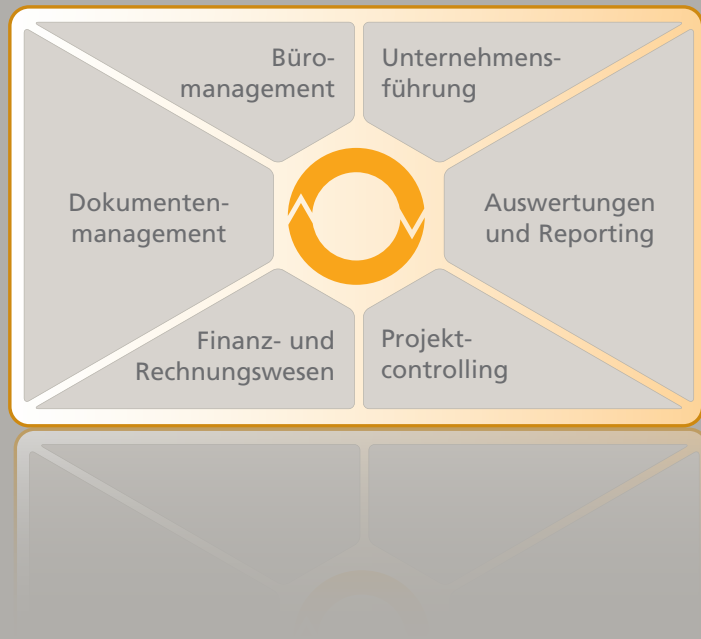 Büro-
management
Unternehmens-
führung
Dokumenten-
management
Auswertungen
und Reporting
Finanz- und
Rechnungswesen
Projekt-
controlling